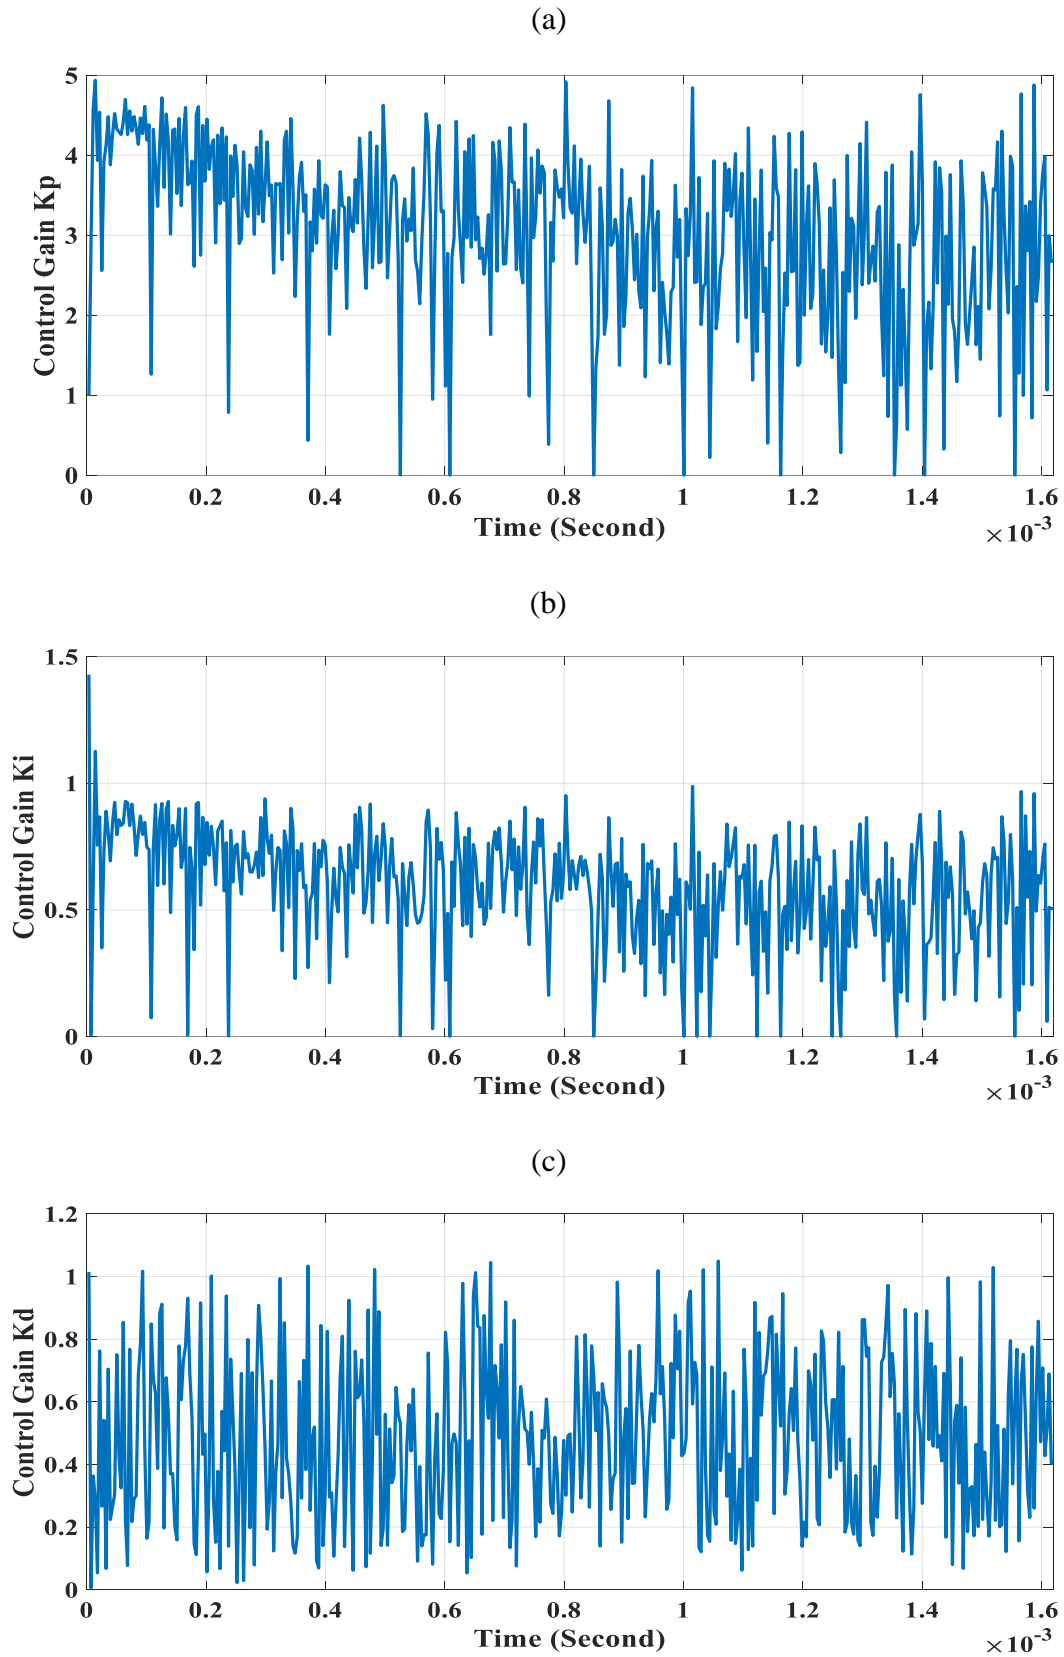 (a)
Control Gain Kp
5
4
3
2
1
0
0 0.2 0.4 0.6 0.8 1 1.2 1.4 1.6
Time (Second)
×10-3
(b)
Control Gain Ki
1.5
1
0.5
0
0 0.2 0.4 0.6 0.8 1 1.2 1.4 1.6
Time (Second)
×10-3
(c)
Control Gain Kd
1.2
1
0.8
0.6
0.4
0.2
0
0 0.2 0.4 0.6 0.8 1 1.2 1.4 1.6
Time (Second)
×10-3